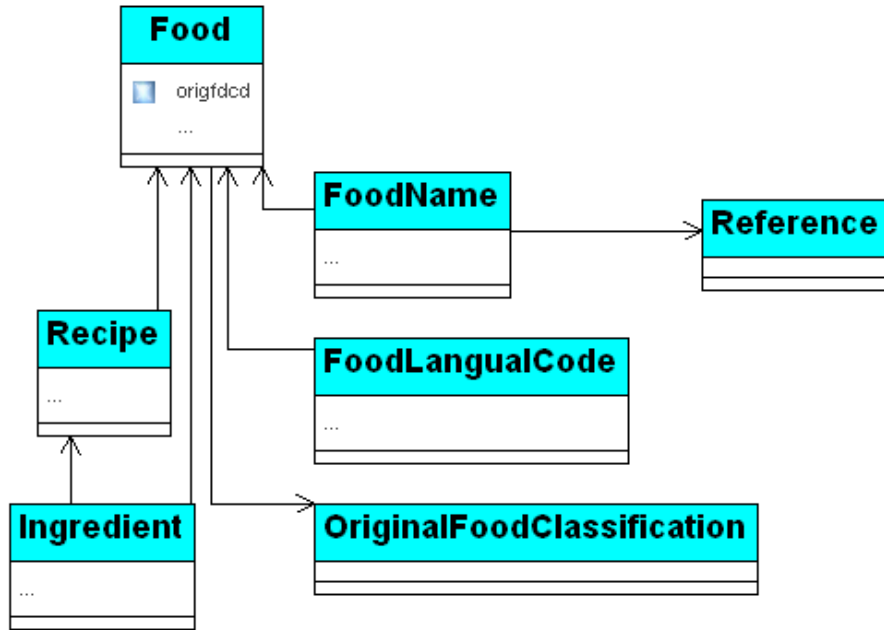 Food
origfdcd
...
FoodName
...
Reference
Recipe
...
FoodLangualCode
...
Ingredient
...
OriginalFoodClassification